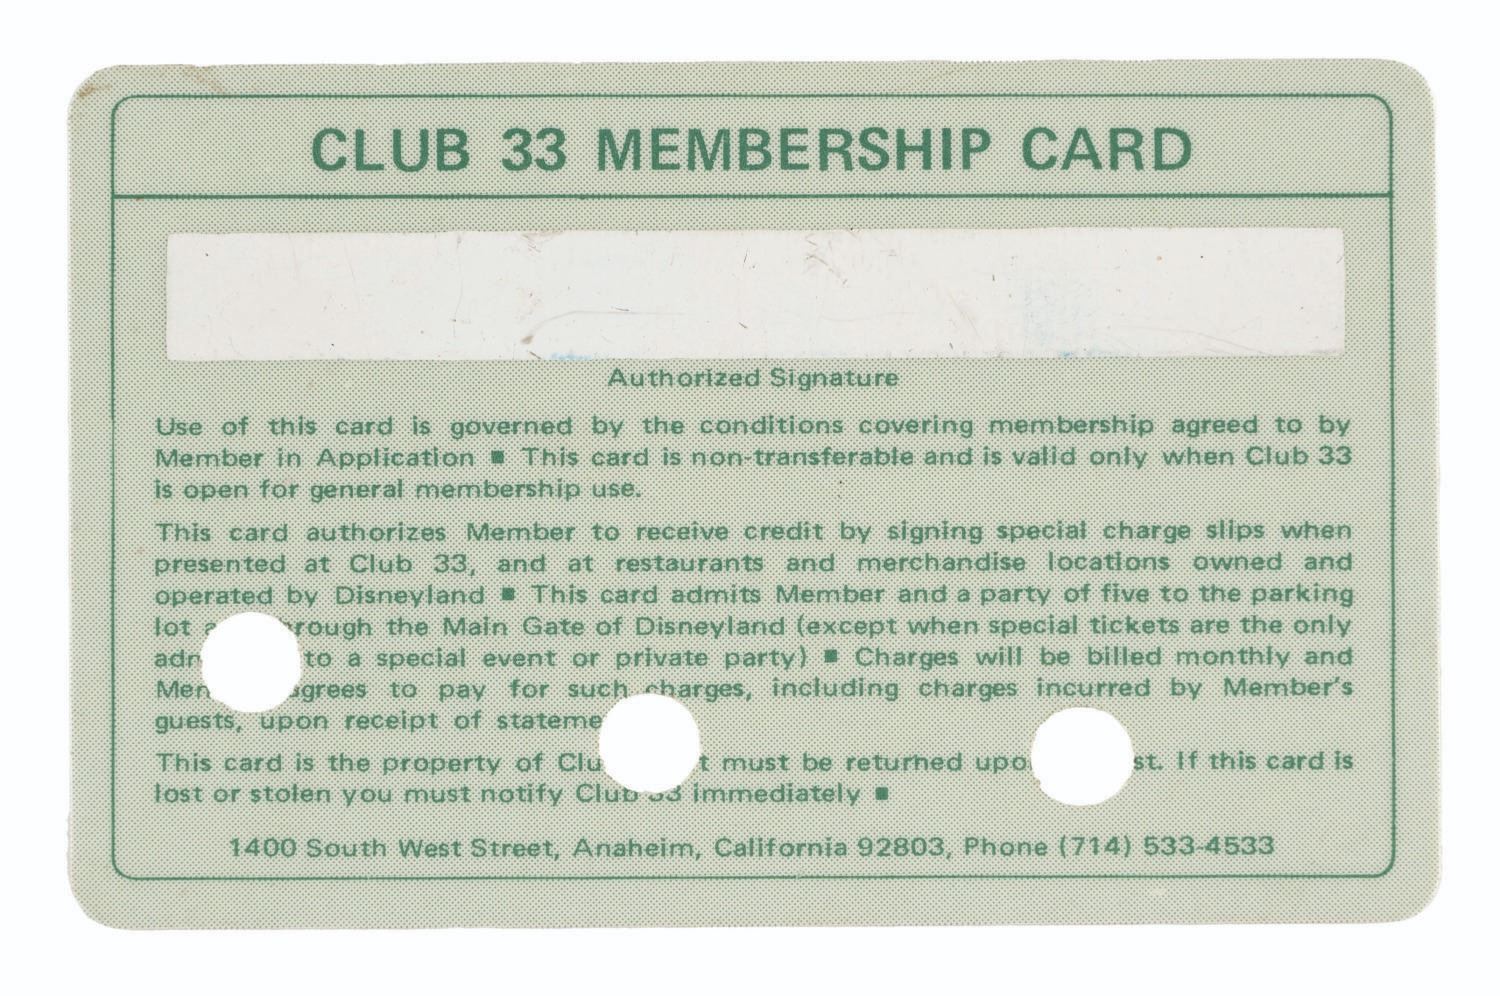 CLUB 33 MEMBERSHIP CARD
Authorized Signature
Use of this card is governed by the conditions covering membership agreed to by
Member in Application ■ This card is non-transferable and is valid only when Club 33
is open for general membership use.
This card authorizes Member to receive credit by signing special charge slips when
presented at Club 33, and at restaurants and merchandise locations owned and
operated by Disneyland ■ This card admits Member and a party of five to the parking
lot the Main Gate of Disneyland (except when special tickets are the only
to a special event or private party) ■ Charges will be billed monthly and
agrees to pay for such charges, including charges incurred by Member's
guests, upon receipt of
This card is the property of must be returned If this card is
lost or stolen you must notify Club 33 immediately ■
1400 South West Street, Anaheim, California 92803, Phone (714) 533-4533